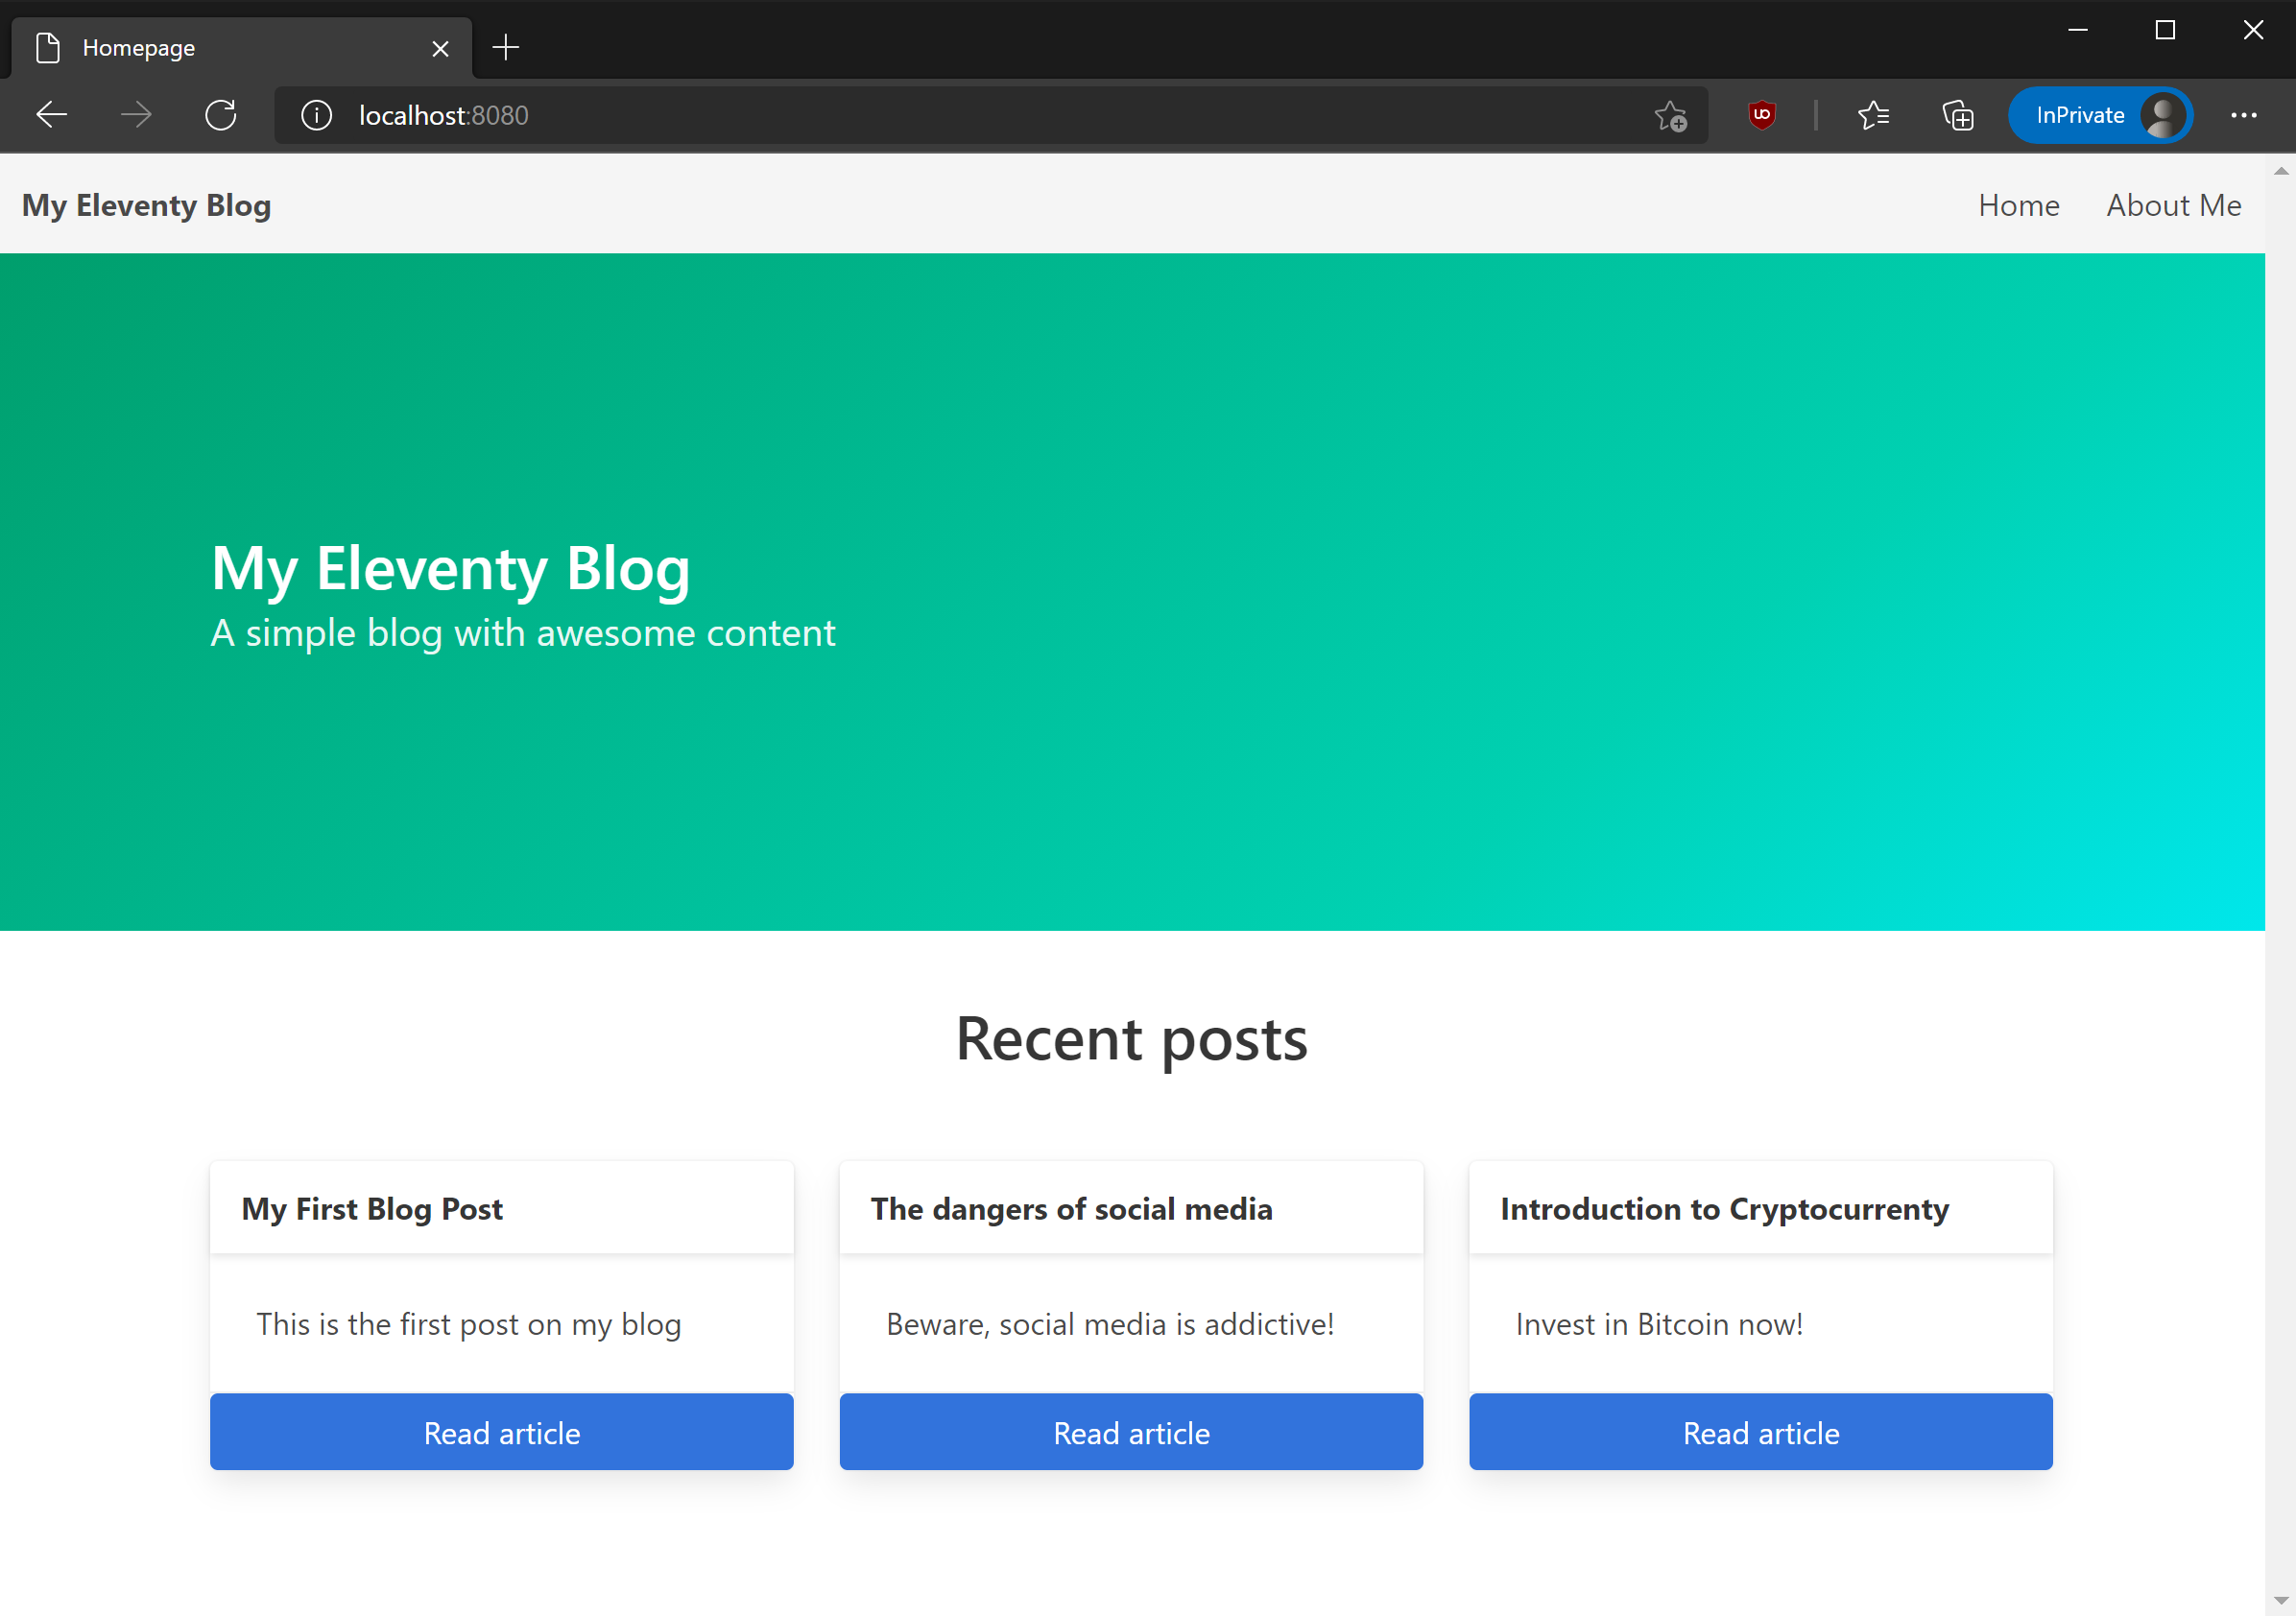 Homepage
localhost:8080
InPrivate
My Eleventy Blog
Home
About Me
My Eleventy Blog
A simple blog with awesome content
Recent posts
My First Blog Post
This is the first post on my blog
Read article
The dangers of social media
Beware, social media is addictive!
Read article
Introduction to Cryptocurrenty
Invest in Bitcoin now!
Read article